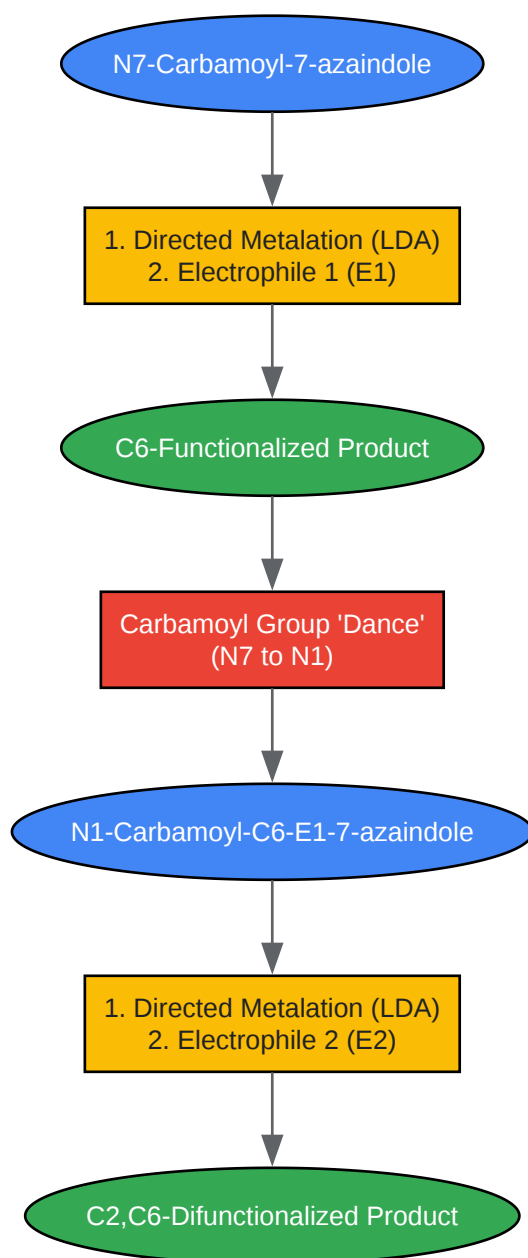 N7-Carbamoyl-7-azaindole
1. Directed Metalation (LDA)
2. Electrophile 1 (E1)
C6-Functionalized Product
Carbamoyl Group 'Dance'
(N7 to N1)
N1-Carbamoyl-C6-E1-7-azaindole
1. Directed Metalation (LDA)
2. Electrophile 2 (E2)
C2,C6-Difunctionalized Product